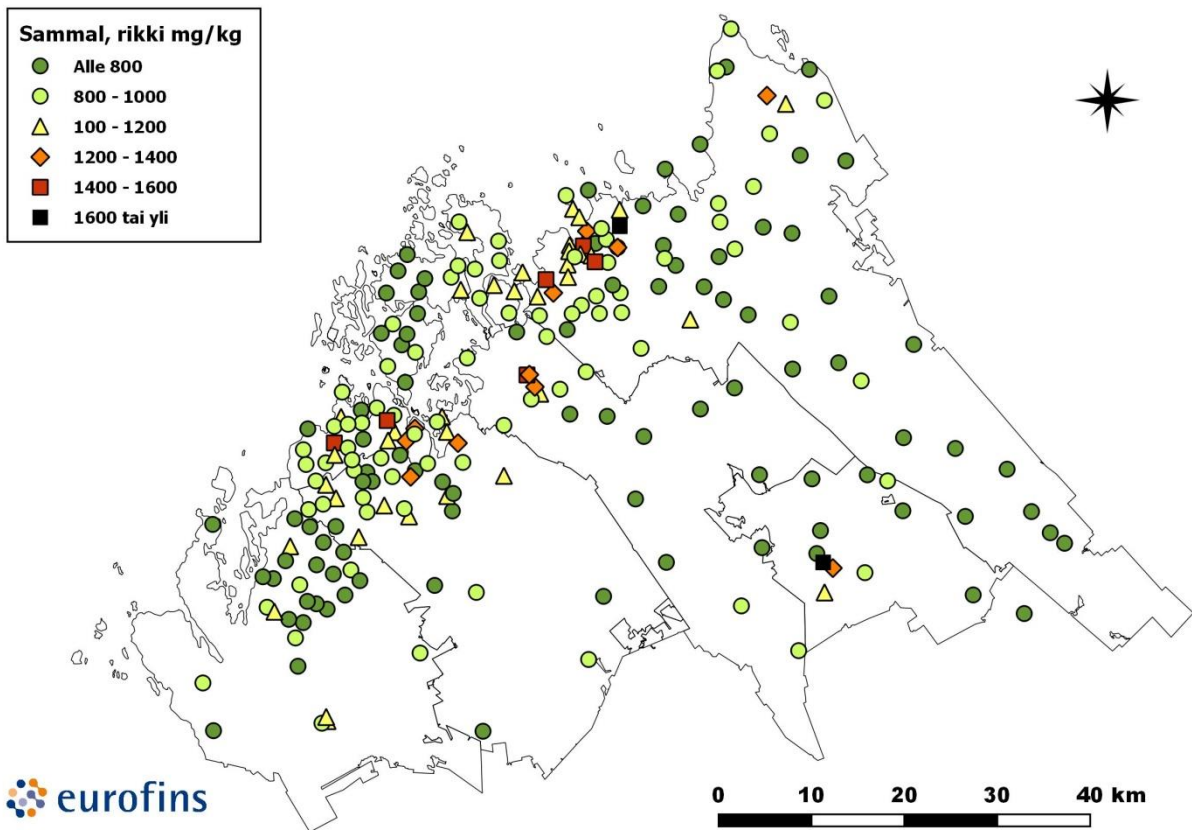 Sammal, rikki mg/kg
Alle 800
800 - 1000
100 - 1200
1200 - 1400
1400 - 1600
1600 tai yli
eurofins
0 10 20 30 40 km